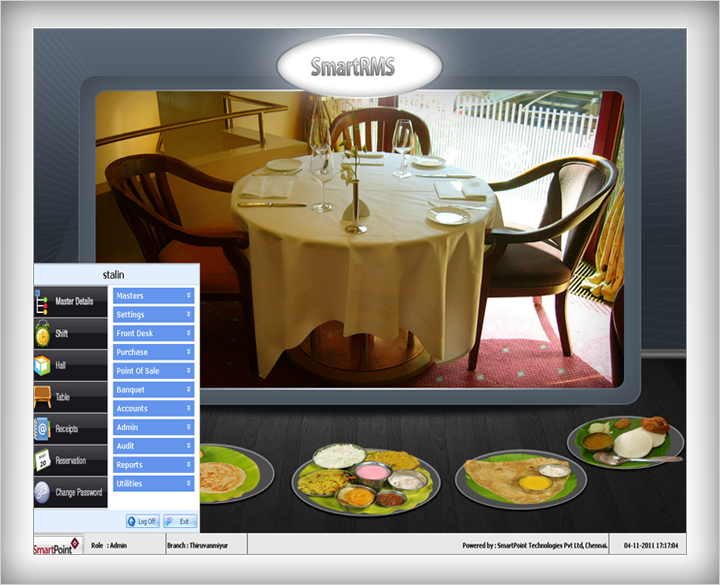 SmartRMS
stalin
Master Details
Shift
Hall
Table
Receipts
Reservation
Change Password
Masters
Settings
Front Desk
Purchase
Point Of Sale
Banquet
Accounts
Admin
Audit
Reports
Utilities
Log Off
Exit
SmartPoint
Role : Admin
Branch : Thiruvanmiyur
Powered by : SmartPoint Technologies Pvt Ltd, Chennai.
04-11-2011 17:17:04